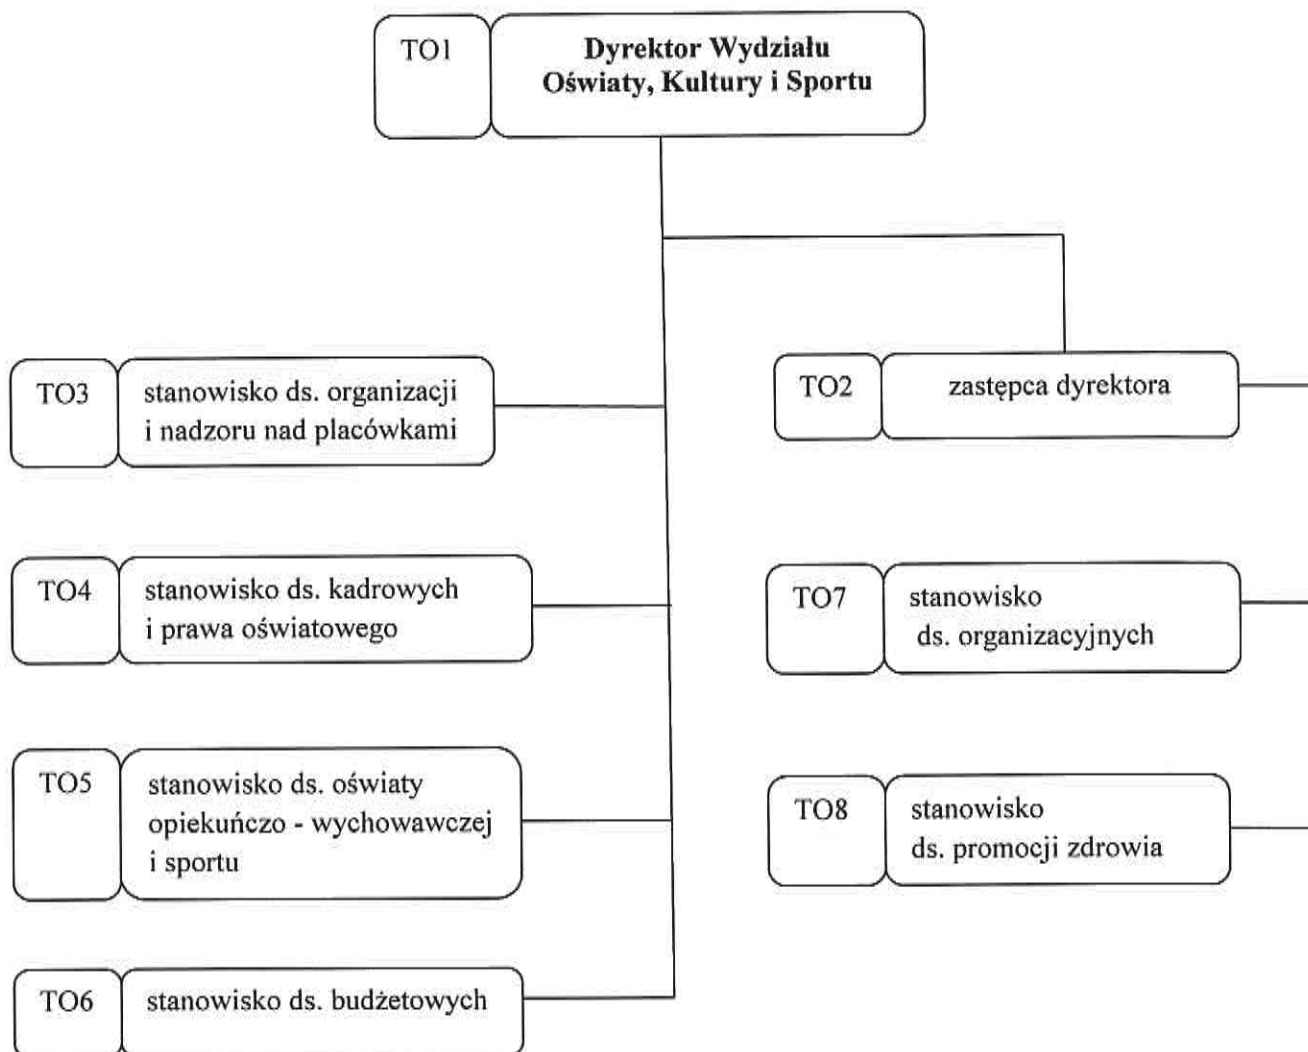 TO1
Dyrektor Wydziału
Oświaty, Kultury i Sportu
TO3
stanowisko ds. organizacji
i nadzoru nad placówkami
TO2
zastępca dyrektora
TO4
stanowisko ds. kadrowych
i prawa oświatowego
TO7
stanowisko
ds. organizacyjnych
TO5
stanowisko ds. oświaty
opiekuńczo - wychowawczej
i sportu
TO8
stanowisko
ds. promocji zdrowia
TO6
stanowisko ds. budżetowych